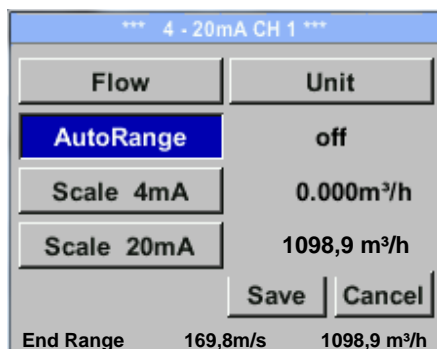 *** 4 - 20mA CH 1 ***
Flow Unit
AutoRange off
Scale 4mA 0.000m³/h
Scale 20mA 1098,9 m³/h
Save Cancel
End Range 169,8m/s 1098,9 m³/h